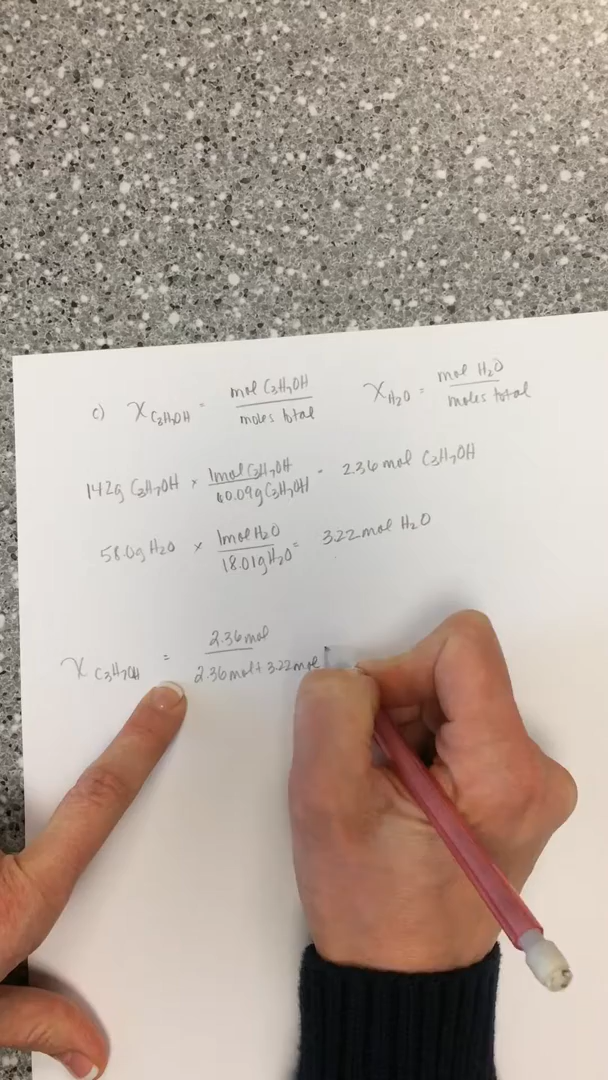 c) X C3H7OH = mol C3H7OH / moles total X H2O = mol H2O / moles total
142g C3H7OH × 1mol C3H7OH / 60.09g C3H7OH = 2.36 mol C3H7OH
58.0g H2O × 1mol H2O / 18.01g H2O = 3.22 mol H2O
X C3H7OH = 2.36 mol / 2.36 mol + 3.22 mol